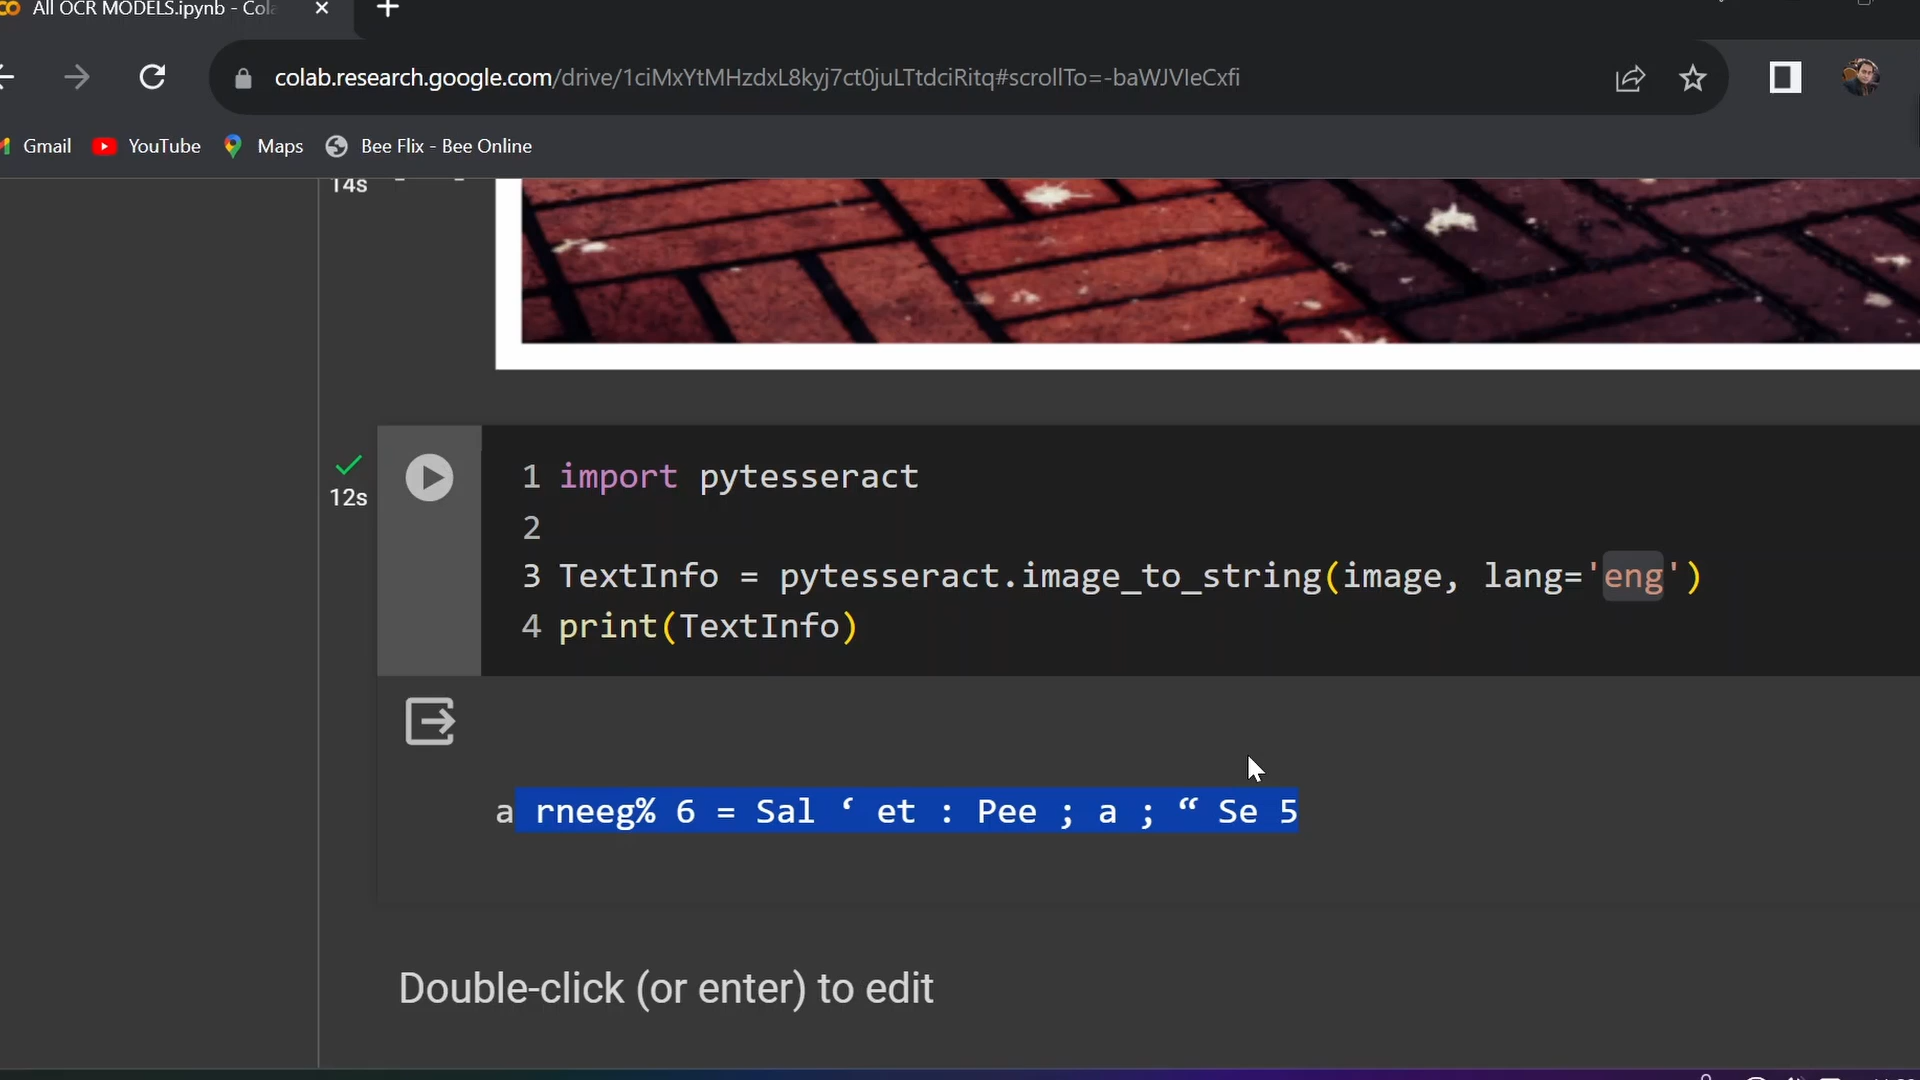 All OCR MODELS.ipynb - Cola
colab.research.google.com/drive/1ciMxYtMHzdxL8kyj7ct0juLTtdciRitq#scrollTo=-baWJVIeCxfi
Gmail YouTube Maps Bee Flix - Bee Online
14s
12s
1 import pytesseract
2
3 TextInfo = pytesseract.image_to_string(image, lang='eng')
4 print(TextInfo)
a rneeg% 6 = Sal ‘ et : Pee ; a ; “ Se 5
Double-click (or enter) to edit